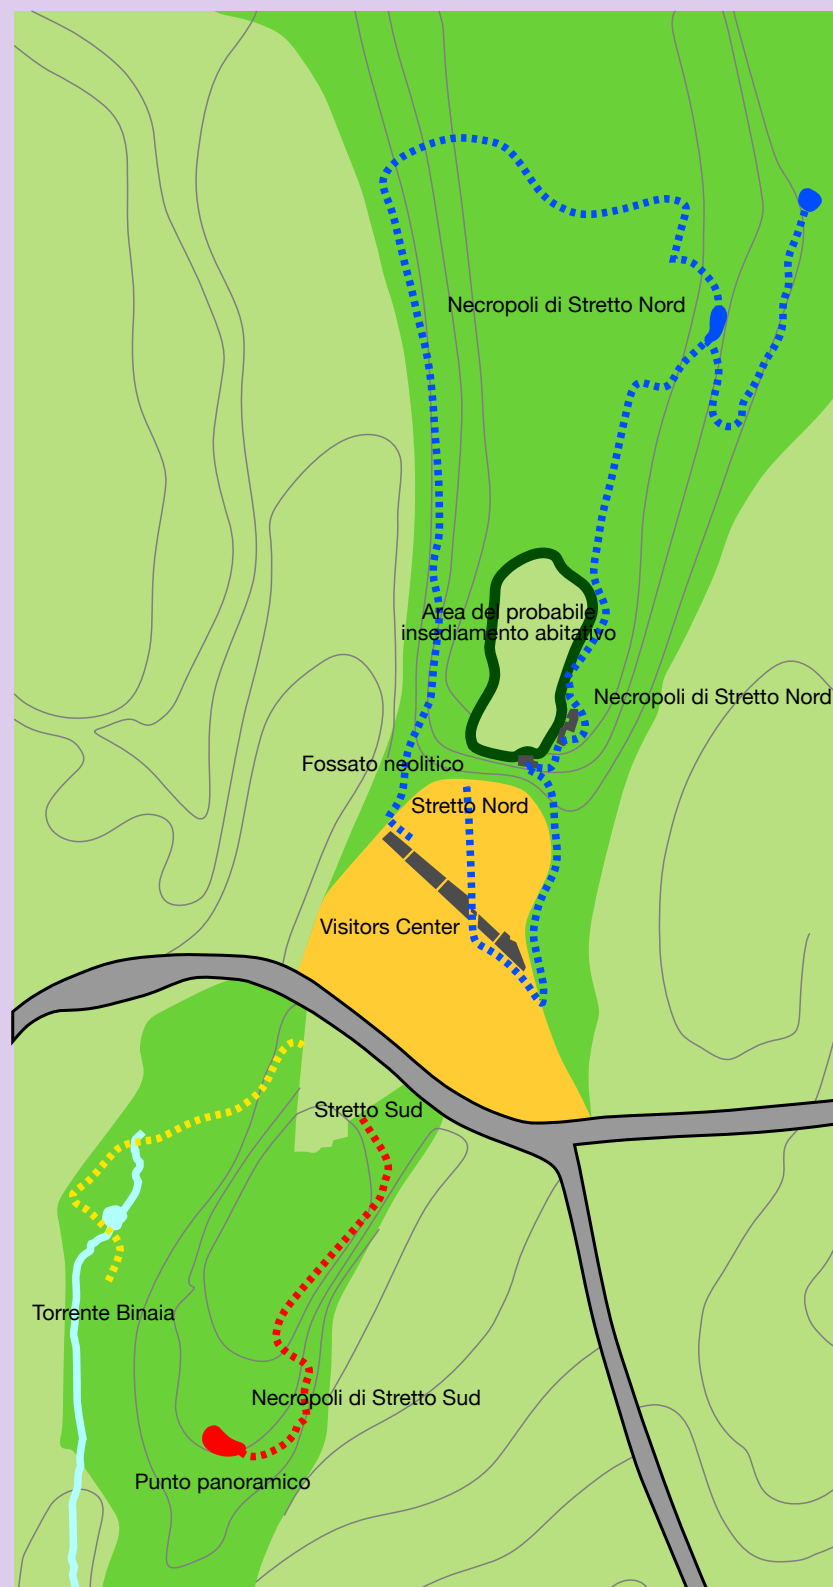 Necropoli di Stretto Nord
Area del probabile
insediamento abitativo
Necropoli di Stretto Nord
Fossato neolitico
Stretto Nord
Visitors Center
Stretto Sud
Torrente Binaia
Necropoli di Stretto Sud
Punto panoramico